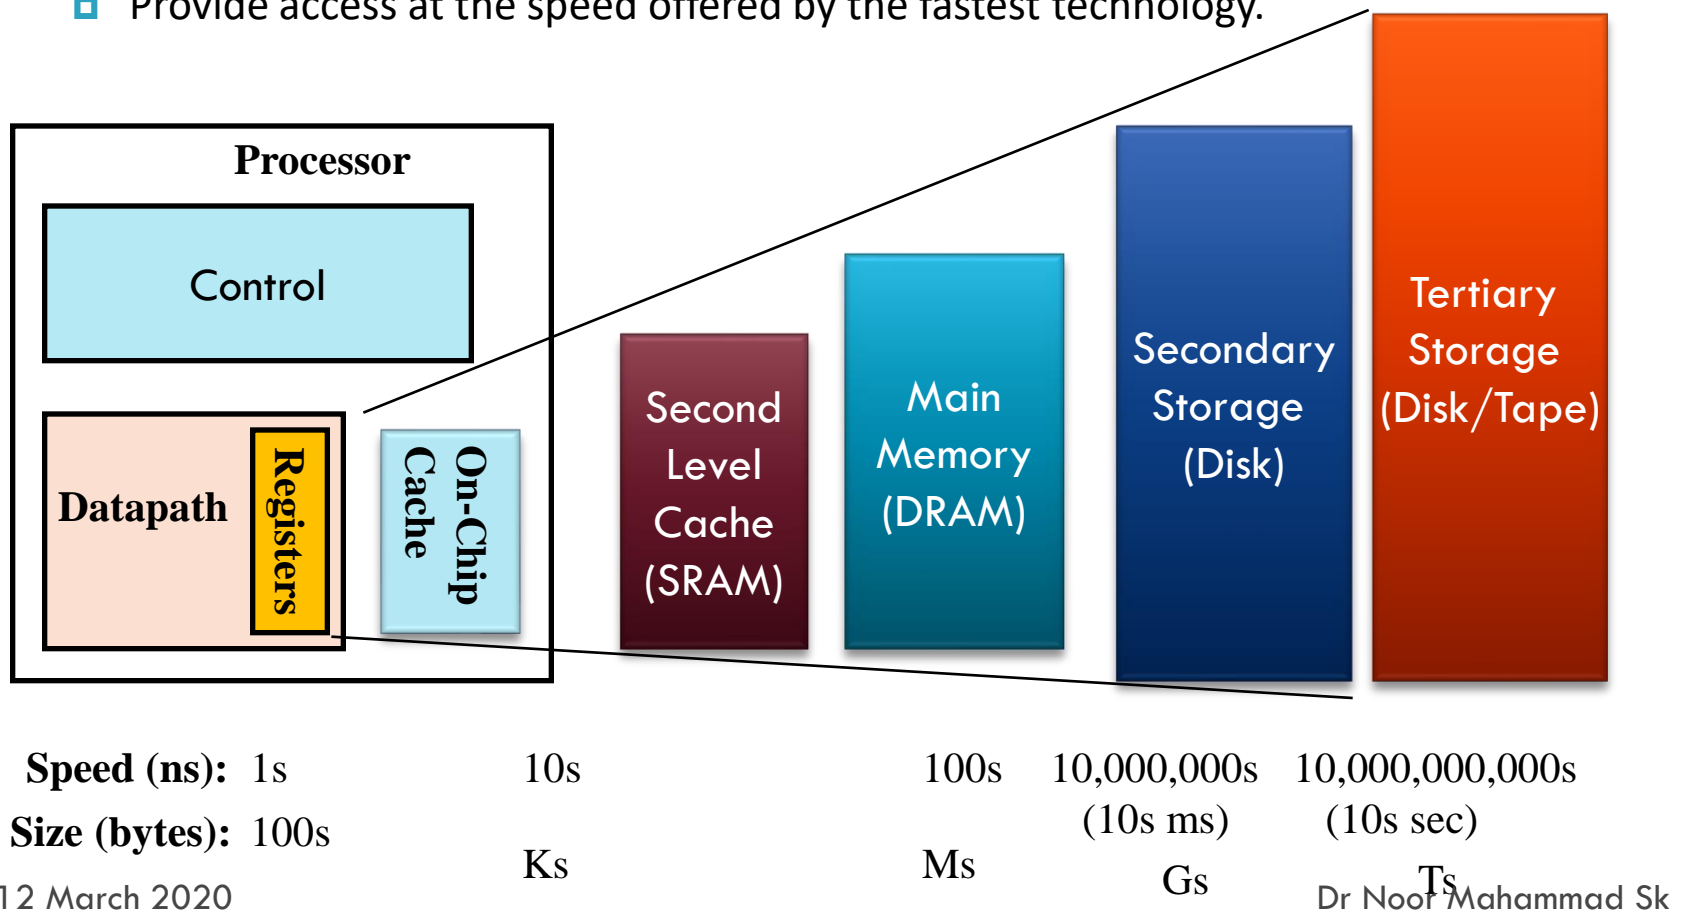 Provide access at the speed offered by the fastest technology.
Processor
Control
Datapath
Registers
On-Chip
Cache
Second
Level
Cache
(SRAM)
Main
Memory
(DRAM)
Secondary
Storage
(Disk)
Tertiary
Storage
(Disk/Tape)
Speed (ns): 1s 10s 100s 10,000,000s 10,000,000,000s
(10s ms) (10s sec)
Size (bytes): 100s
Ks Ms Gs Ts
12 March 2020 Dr Noor Mahammad Sk